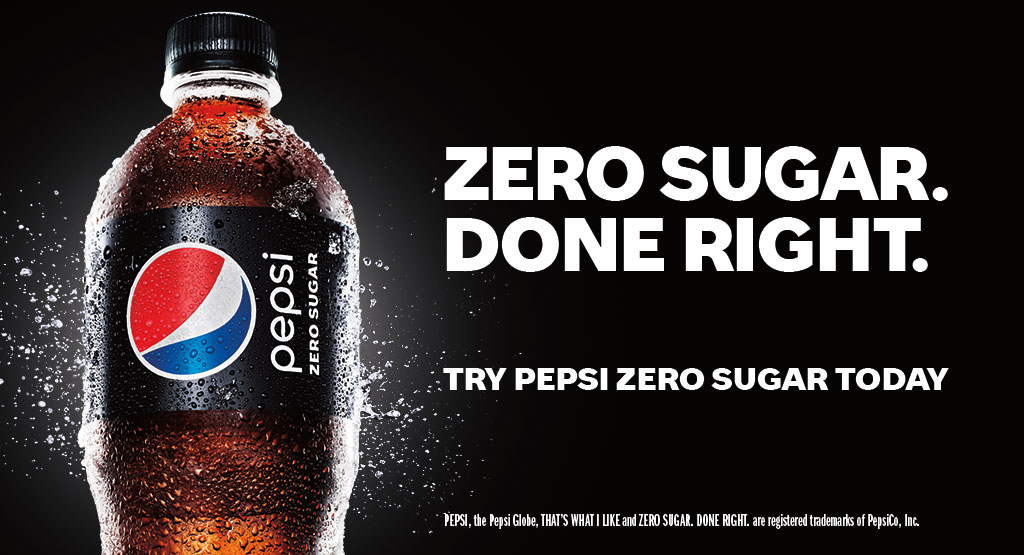 pepsi
ZERO SUGAR
ZERO SUGAR.
DONE RIGHT.
TRY PEPSI ZERO SUGAR TODAY
PEPSI, the Pepsi Globe, THAT'S WHAT I LIKE and ZERO SUGAR. DONE RIGHT. are registered trademarks of PepsiCo, Inc.